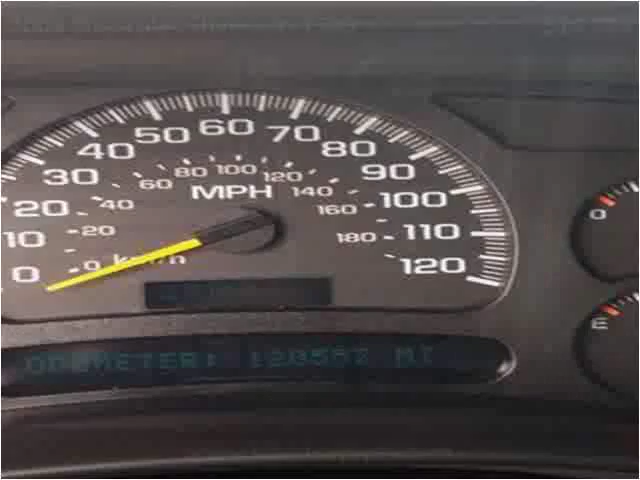 60
50 70
40 80
30 80 100 120 90
60 MPH 140
20 40 160 100
10 20 180 110
0 0 km/h 120
O
E
ODOMETER: 120597 MI